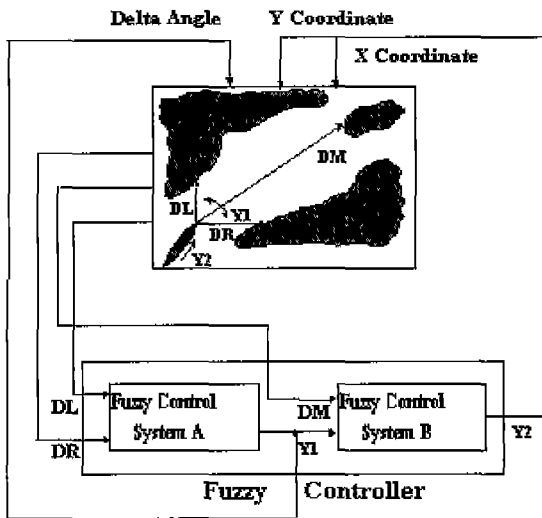 Delta Angle
Y Coordinate
X Coordinate
DM
DL
Y1
DR
Y2
DL
Fuzzy Control
System A
DR
Y1
DM
Fuzzy Control
System B
Y2
Fuzzy Controller